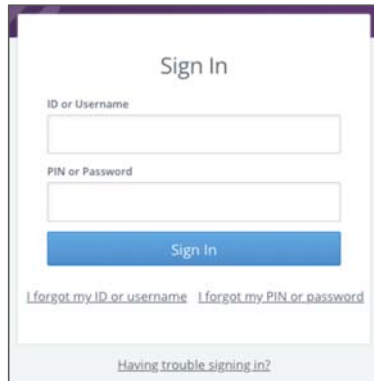 Sign In
ID or Username
PIN or Password
Sign In
I forgot my ID or username I forgot my PIN or password
Having trouble signing in?